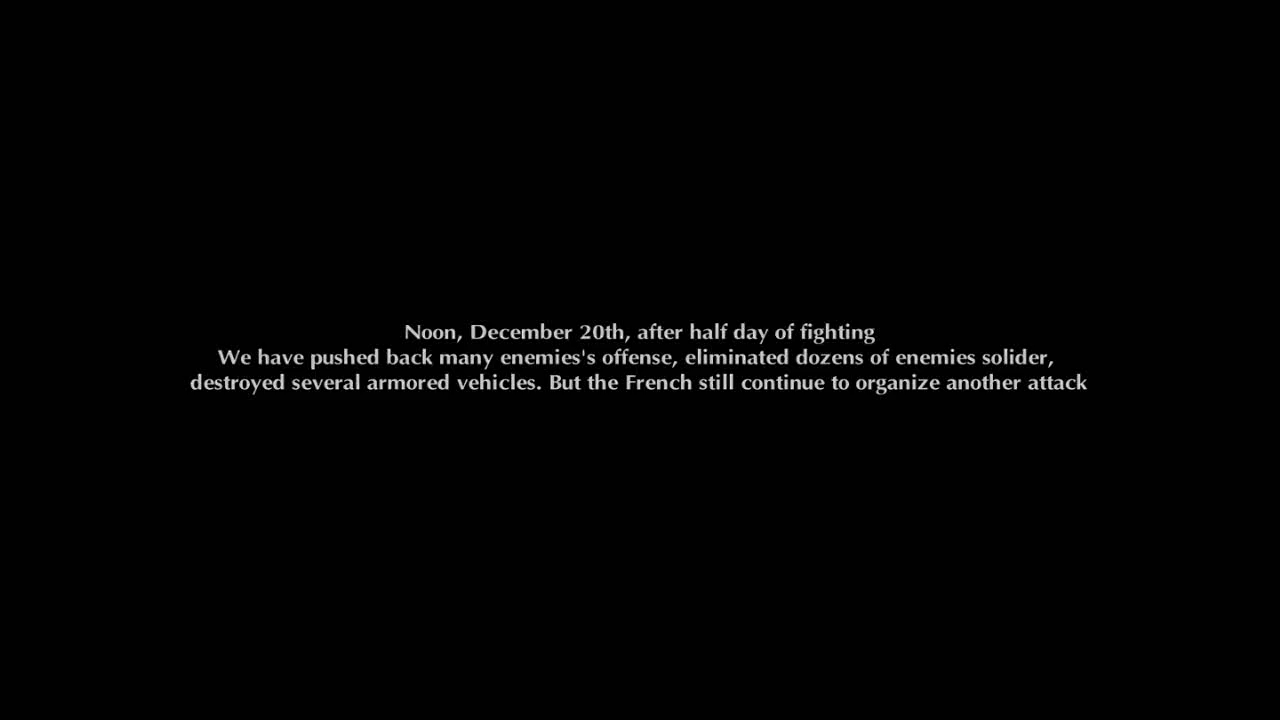 Noon, December 20th, after half day of fighting
We have pushed back many enemies's offense, eliminated dozens of enemies solider,
destroyed several armored vehicles. But the French still continue to organize another attack